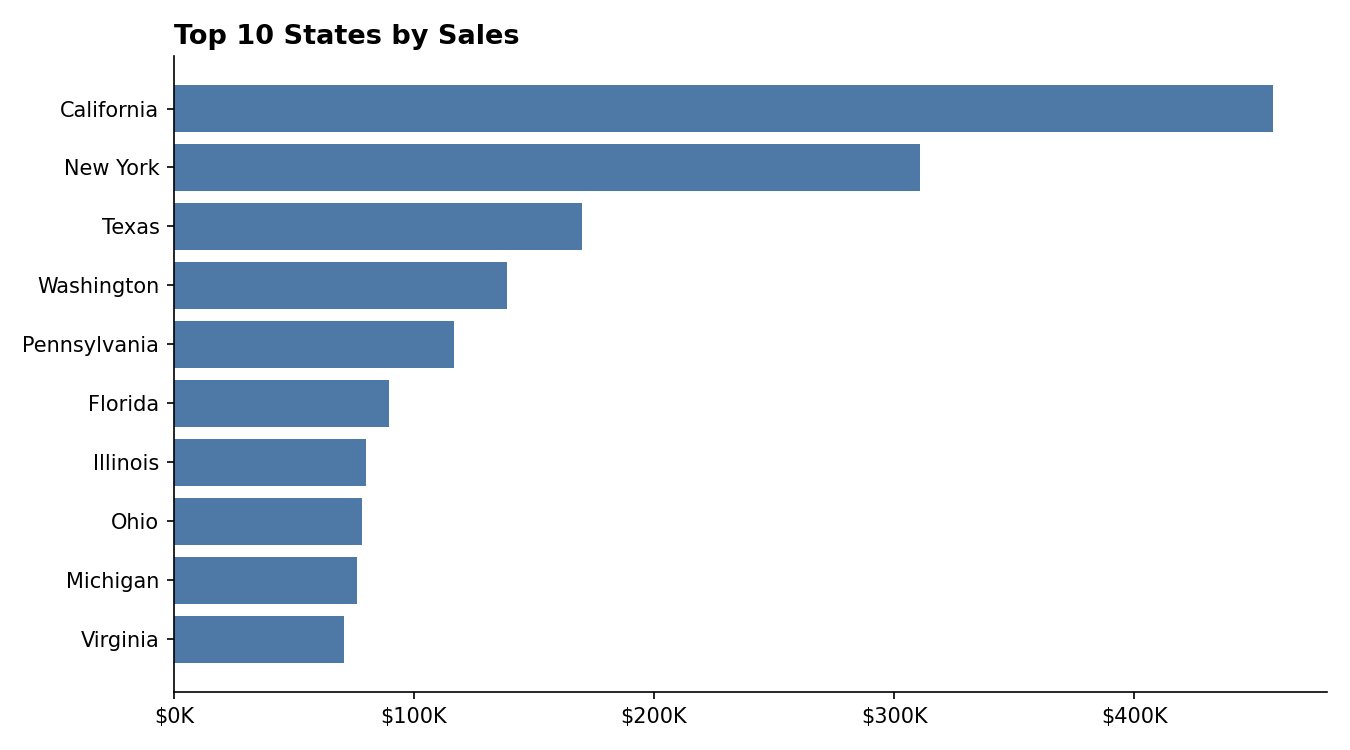 Top 10 States by Sales
California
New York
Texas
Washington
Pennsylvania
Florida
Illinois
Ohio
Michigan
Virginia
$0K $100K $200K $300K $400K